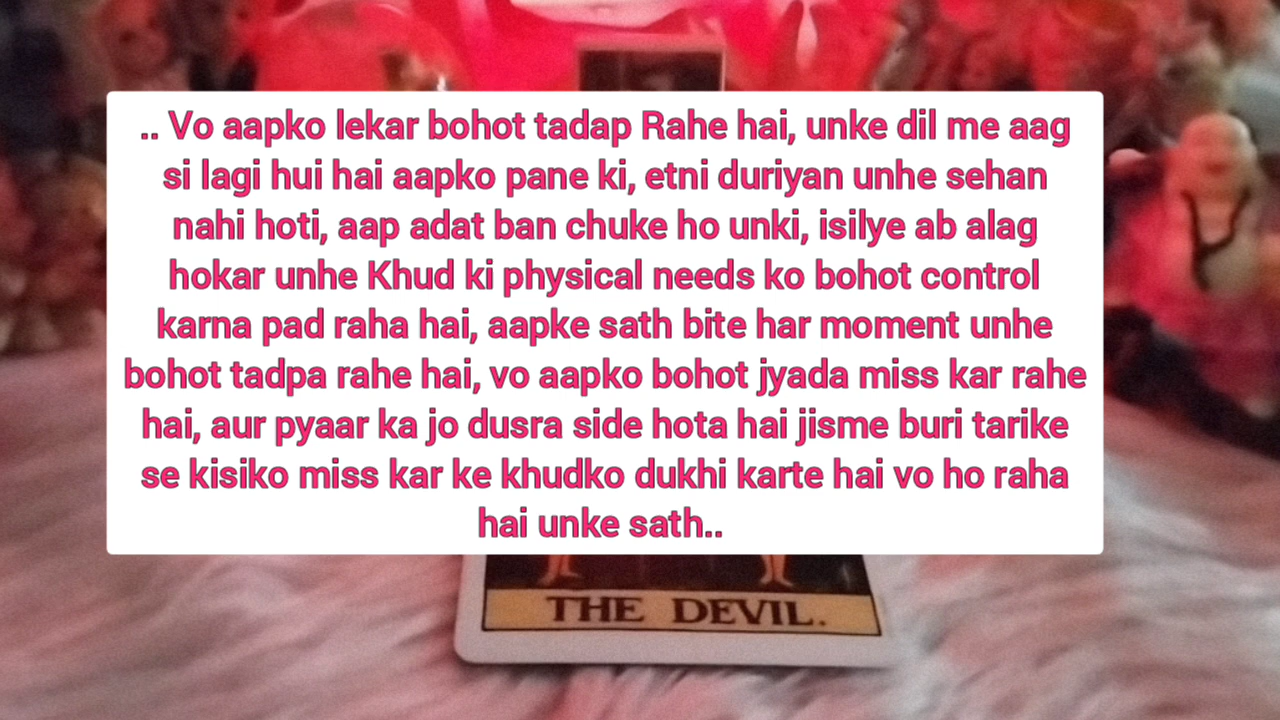 .. Vo aapko lekar bohot tadap Rahe hai, unke dil me aag
si lagi hui hai aapko pane ki, etni duriyan unhe sehan
nahi hoti, aap adat ban chuke ho unki, isilye ab alag
hokar unhe Khud ki physical needs ko bohot control
karna pad raha hai, aapke sath bite har moment unhe
bohot tadpa rahe hai, vo aapko bohot jyada miss kar rahe
hai, aur pyaar ka jo dusra side hota hai jisme buri tarike
se kisiko miss kar ke khudko dukhi karte hai vo ho raha
hai unke sath..
THE DEVIL.